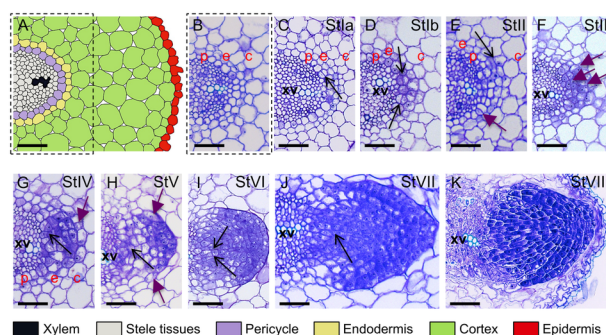 A
B
C StIa
D StIb
E StII
F
p e c
p e c
p e c
e
p c
xv
xv
xv
xv
G StIV
H StV
I StVI
J StVII
K
xv
xv
xv
xv
p e c
Xylem
Stele tissues
Pericycle
Endodermis
Cortex
Epidermis